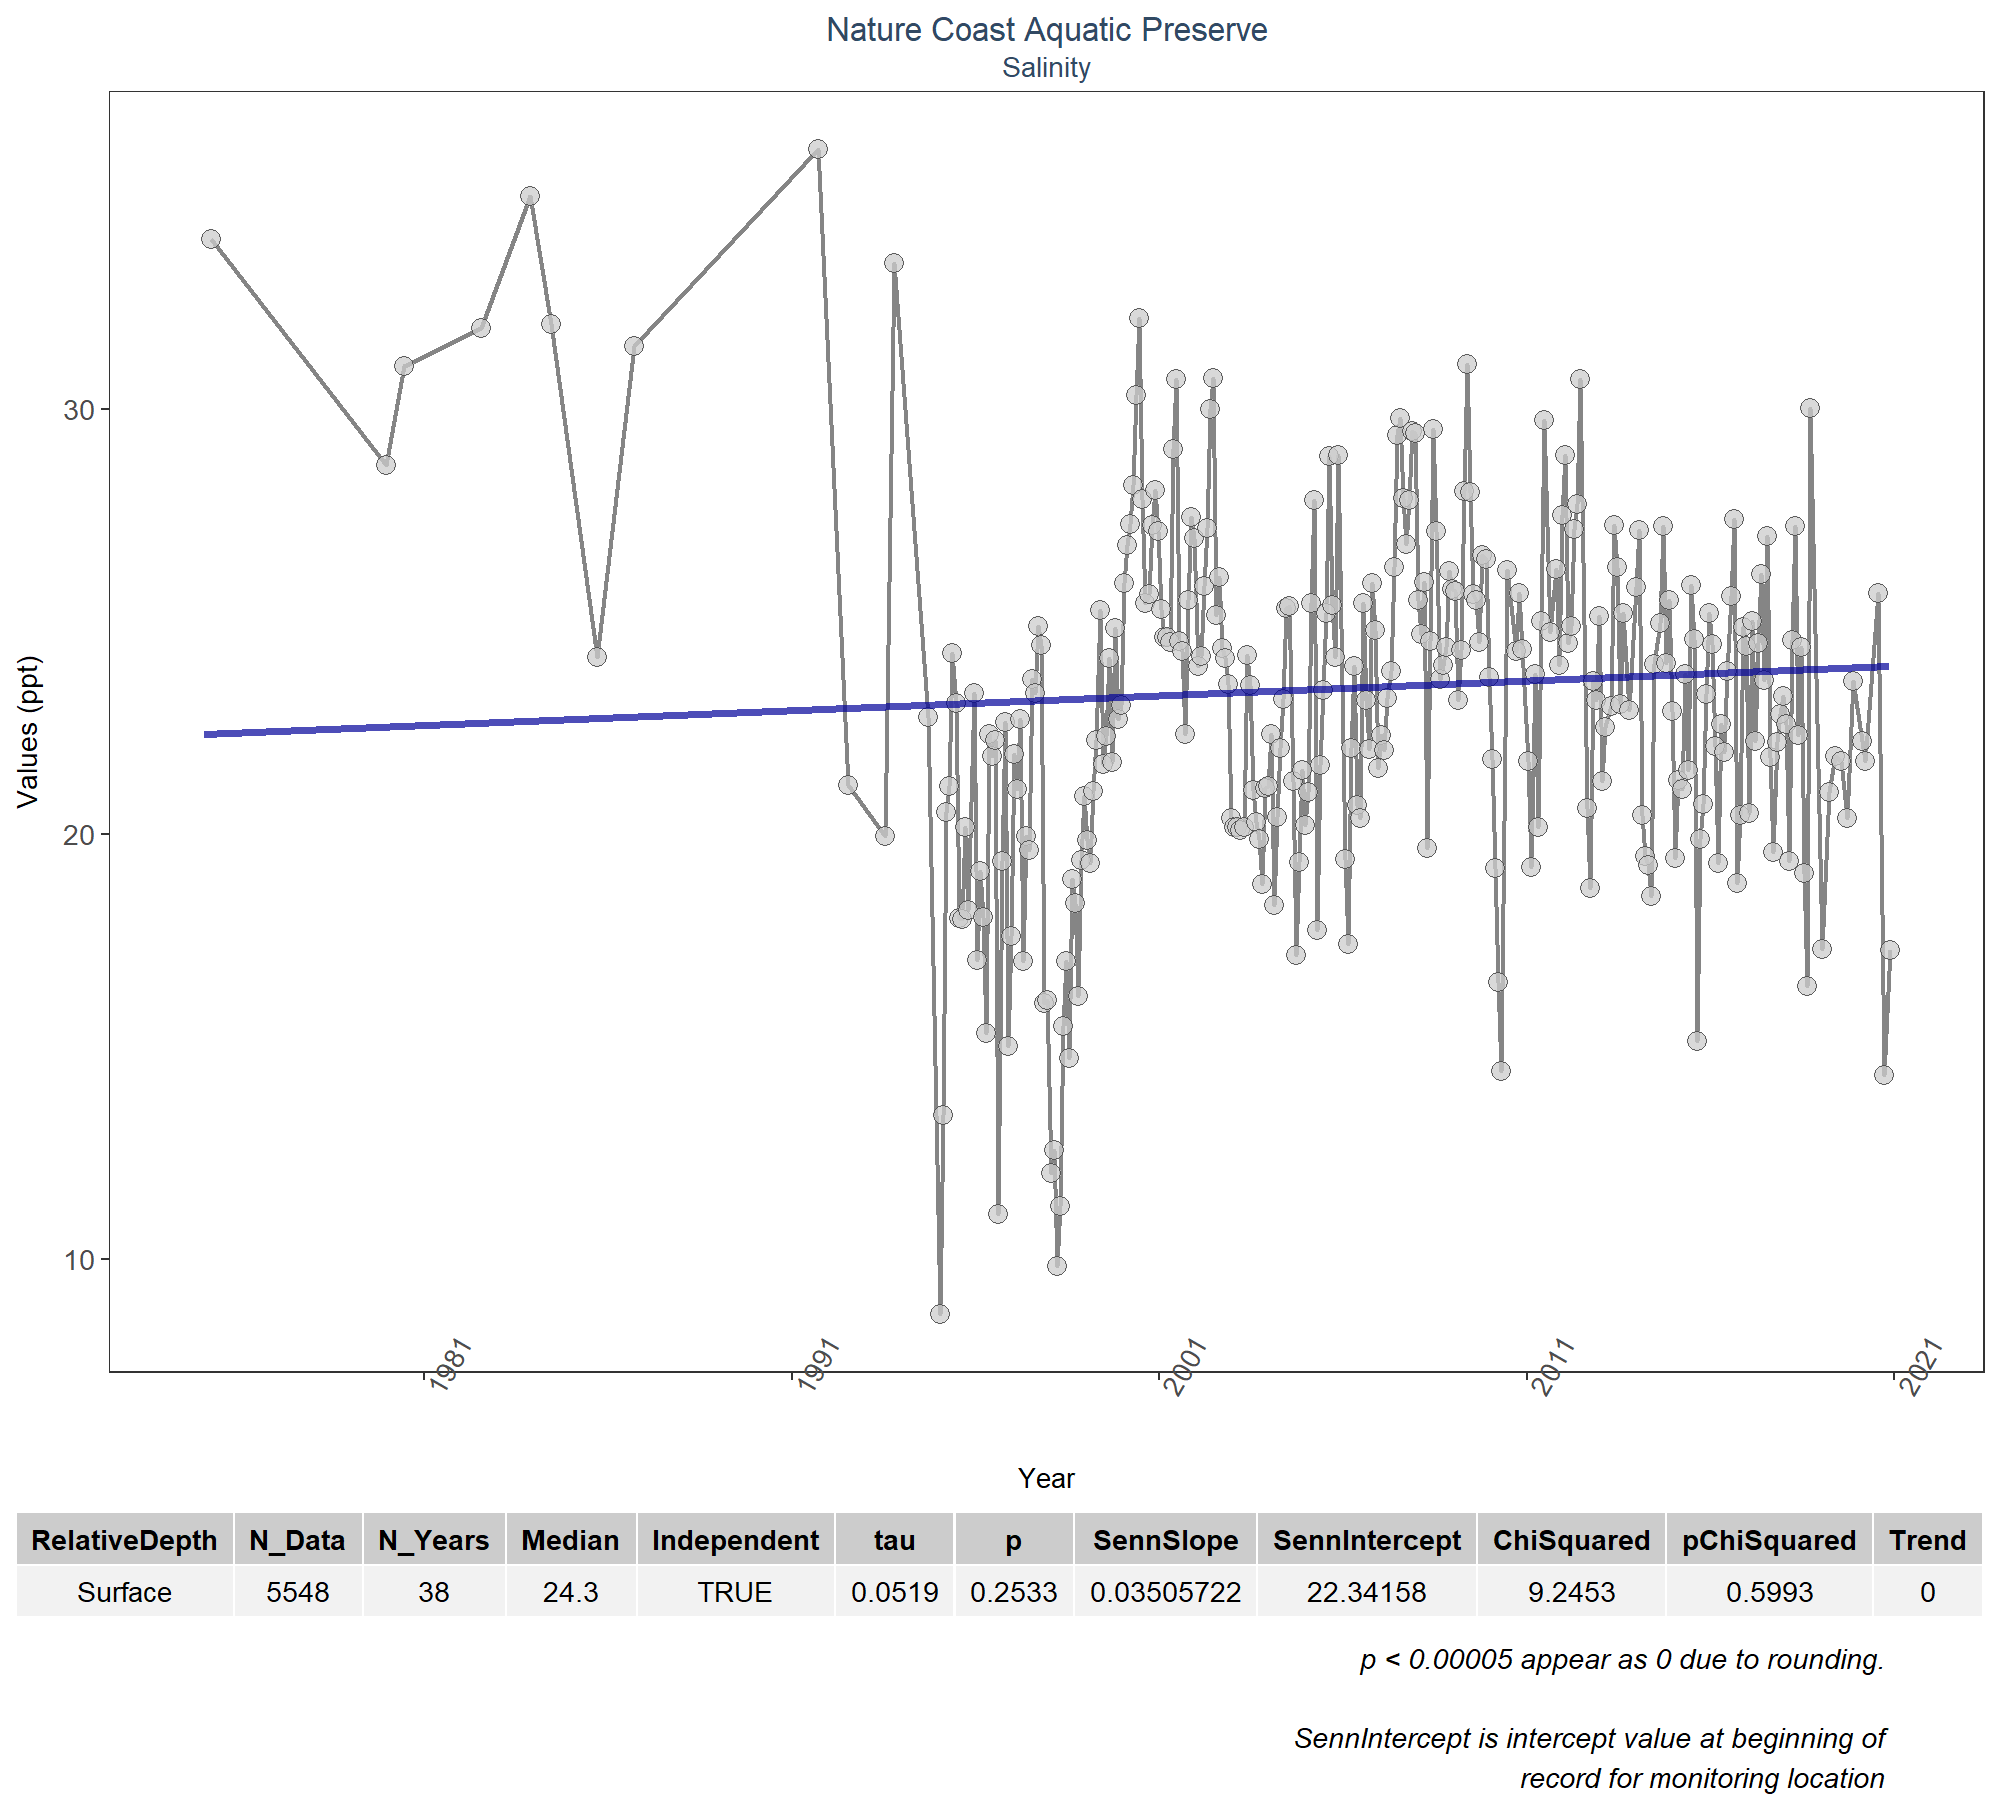 Nature Coast Aquatic Preserve
Salinity
Values (ppt)
30
20
10
1981
1991
2001
2011
2021
Year
RelativeDepth N_Data N_Years Median Independent tau p SennSlope SennIntercept ChiSquared pChiSquared Trend
Surface 5548 38 24.3 TRUE 0.0519 0.2533 0.03505722 22.34158 9.2453 0.5993 0
p < 0.00005 appear as 0 due to rounding.
SennIntercept is intercept value at beginning of
record for monitoring location